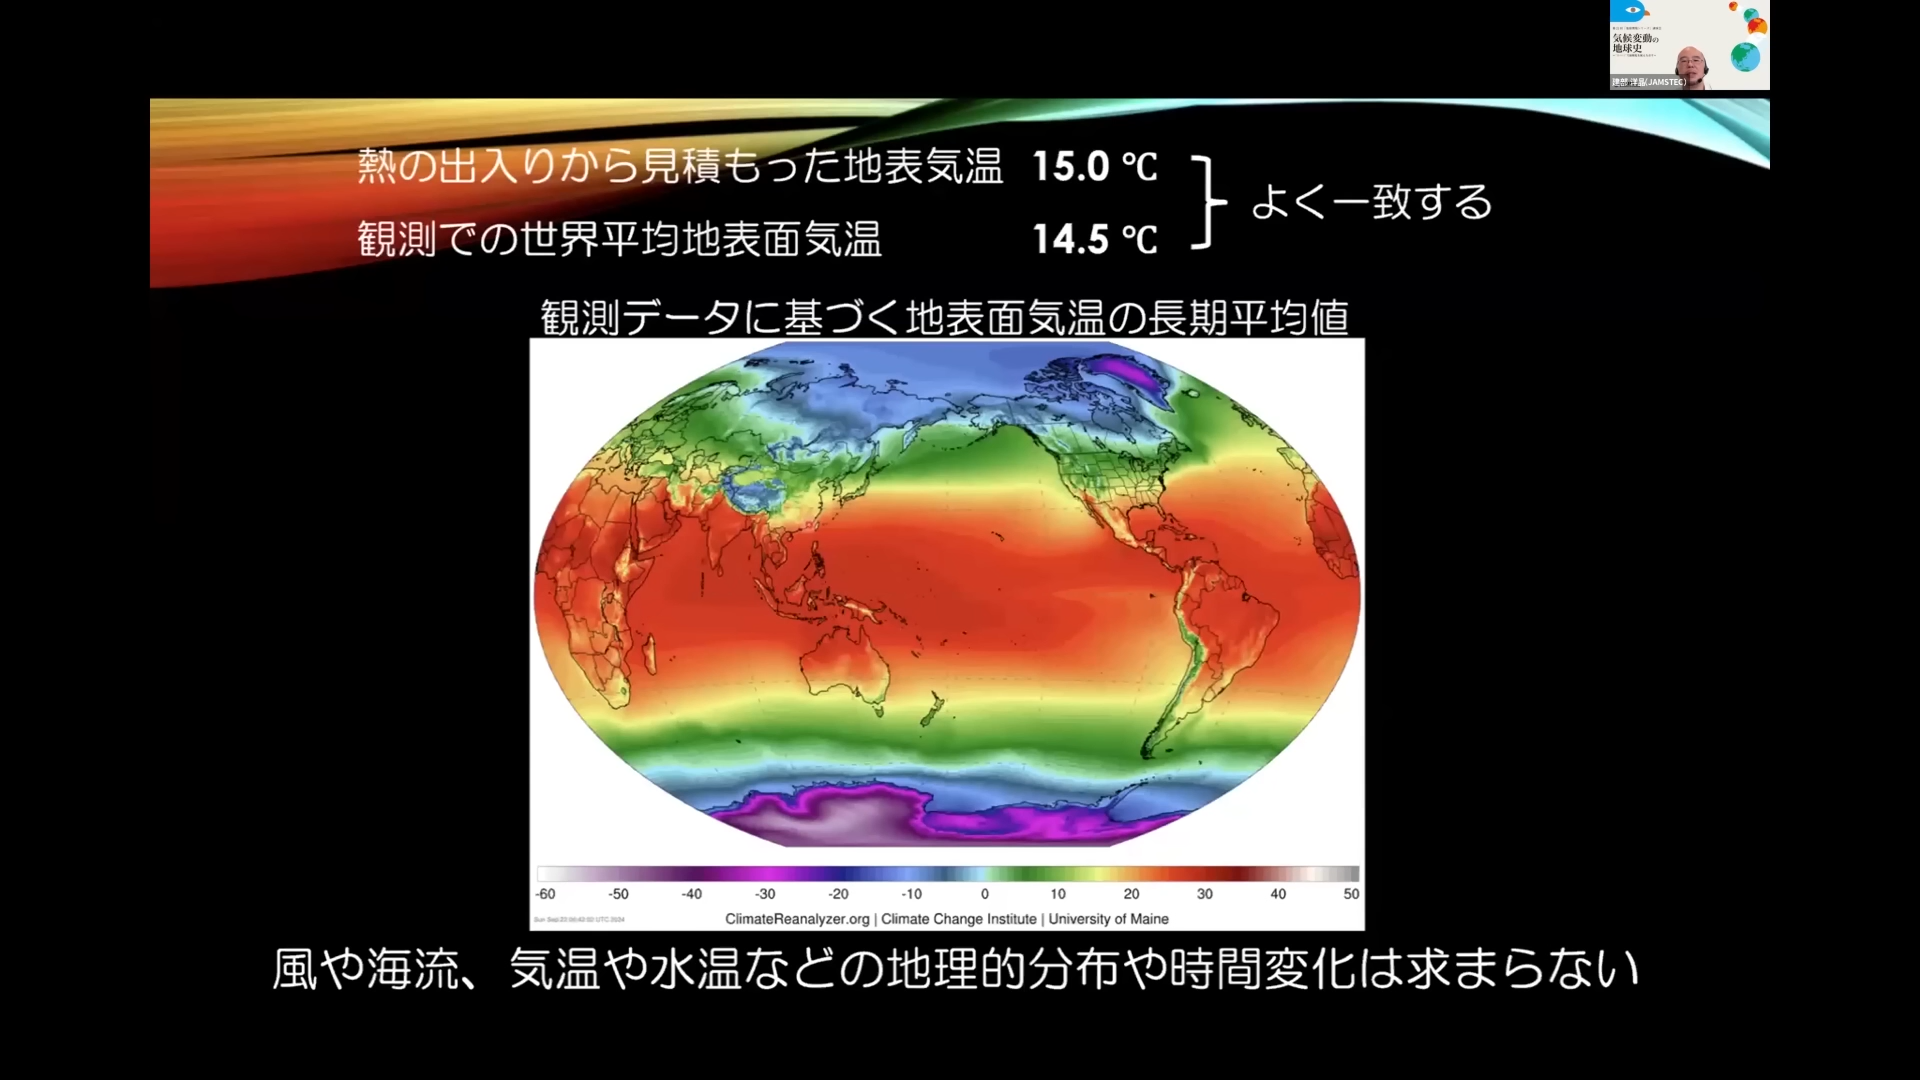 気候変動の
地球史
建部 洋晶(JAMSTEC)
熱の出入りから見積もった地表気温 15.0 ℃
観測での世界平均地表面気温 14.5 ℃
よく一致する
観測データに基づく地表面気温の長期平均値
-60 -50 -40 -30 -20 -10 0 10 20 30 40 50
ClimateReanalyzer.org | Climate Change Institute | University of Maine
風や海流、気温や水温などの地理的分布や時間変化は求まらない